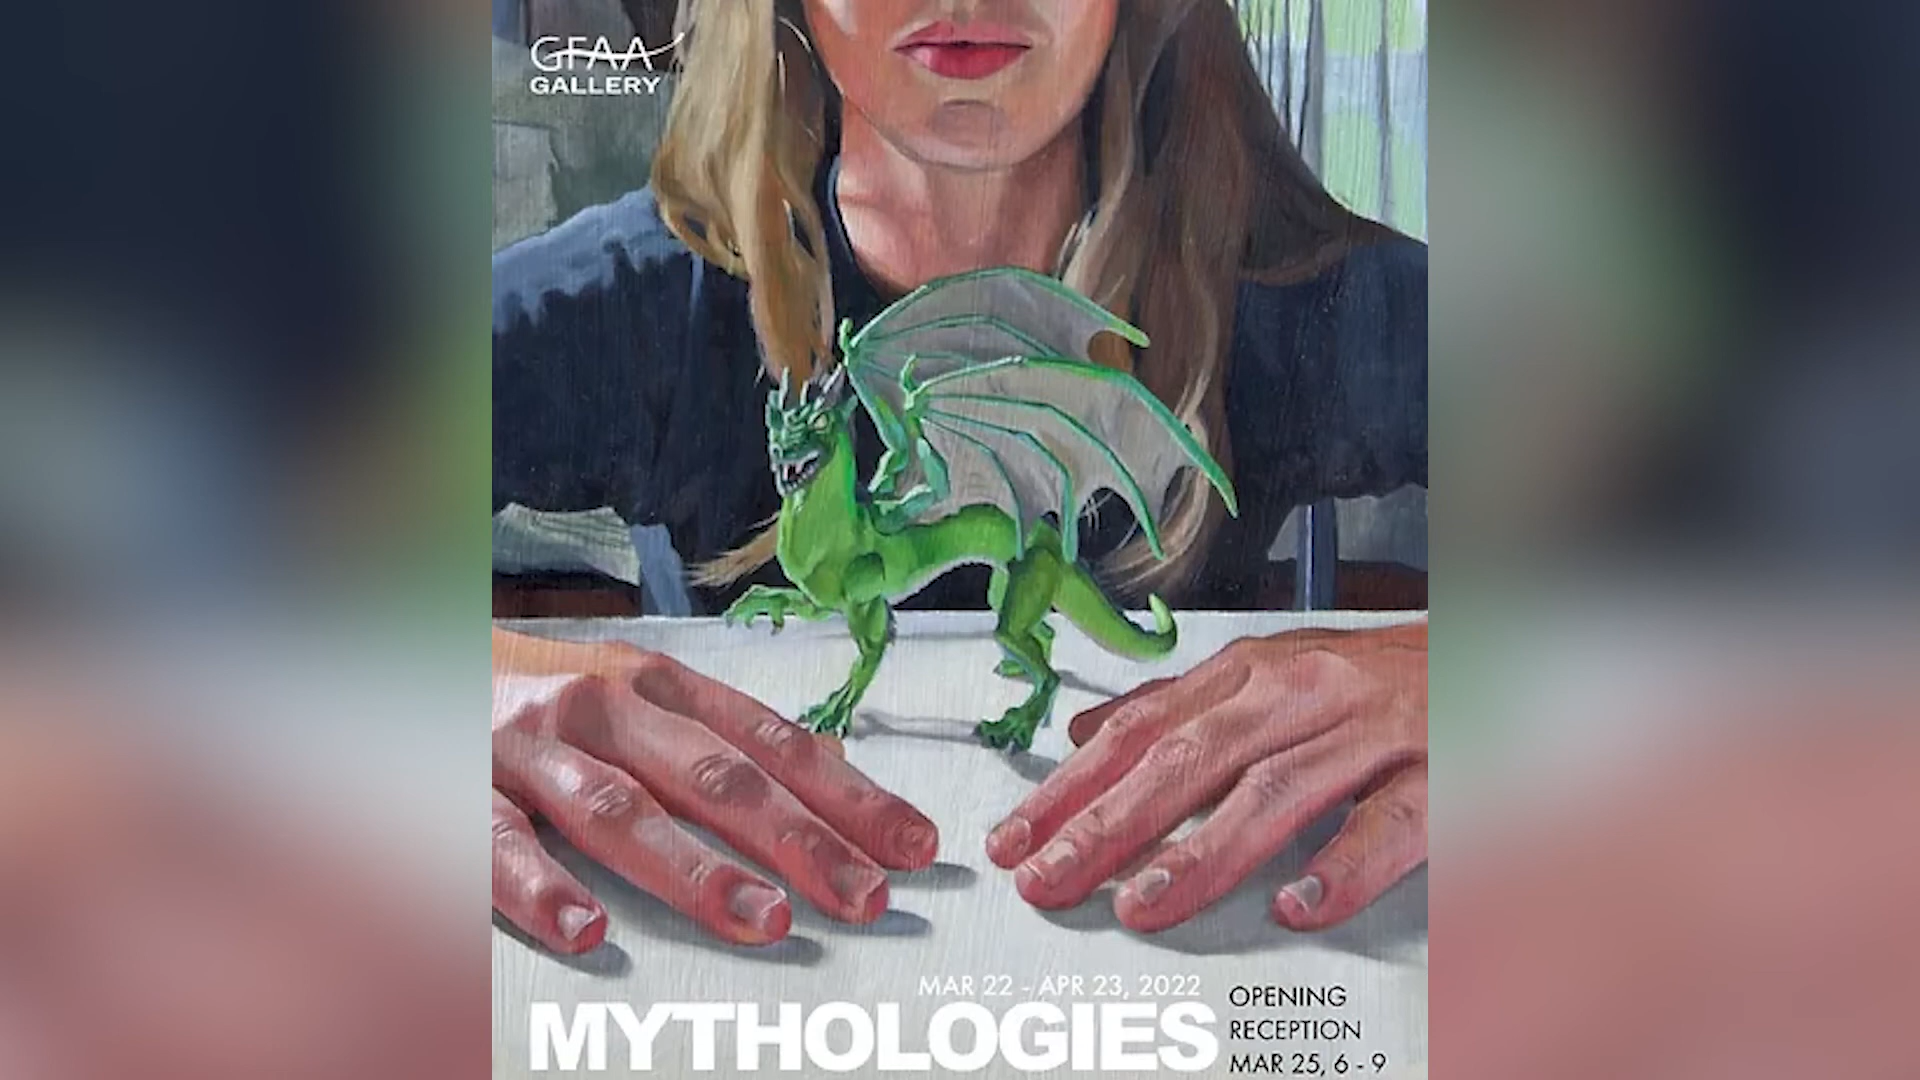 GFAA
GALLERY
MAR 22 - APR 23, 2022
MYTHOLOGIES
OPENING
RECEPTION
MAR 25, 6 - 9